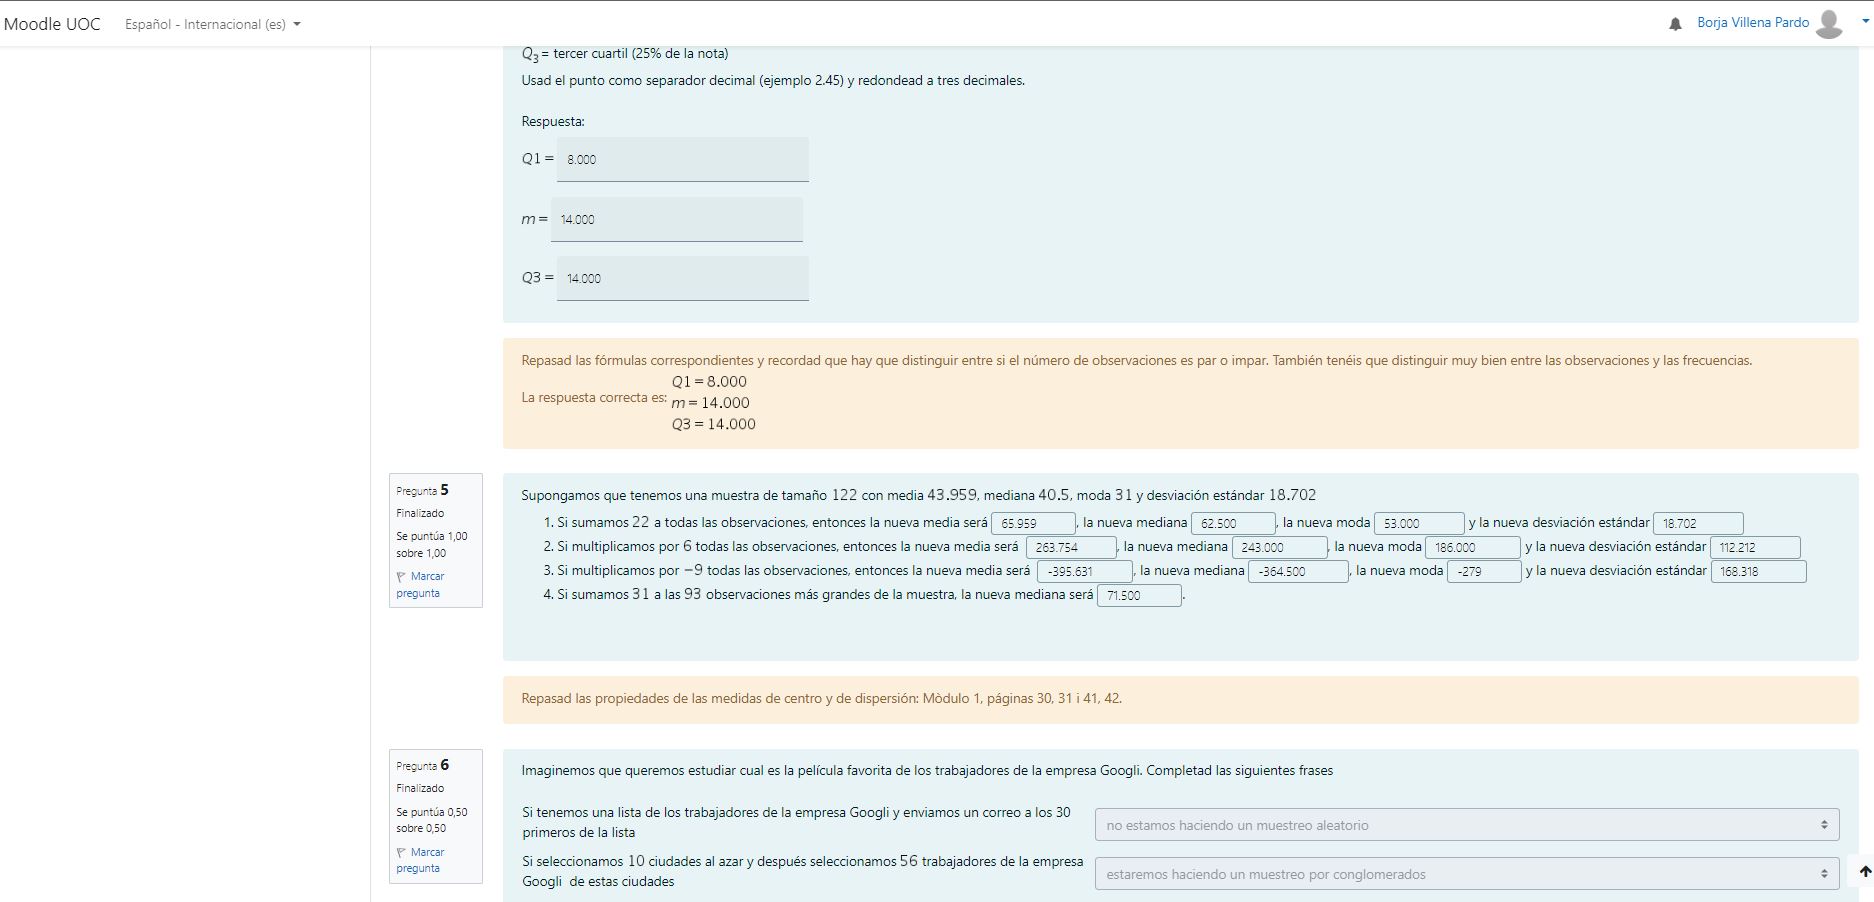 Moodle UOC Español - Internacional (es) Borja Villena Pardo
Q3 = tercer cuartil (25% de la nota)
Usad el punto como separador decimal (ejemplo 2.45) y redondead a tres decimales.
Respuesta:
Q1 = 8.000
m = 14.000
Q3 = 14.000
Repasad las fórmulas correspondientes y recordad que hay que distinguir entre si el número de observaciones es par o impar. También tenéis que distinguir muy bien entre las observaciones y las frecuencias.
La respuesta correcta es:
Q1 = 8.000
m = 14.000
Q3 = 14.000
Pregunta 5
Finalizado
Se puntúa 1,00
sobre 1,00
Marcar
pregunta
Supongamos que tenemos una muestra de tamaño 122 con media 43.959, mediana 40.5, moda 31 y desviación estándar 18.702
1. Si sumamos 22 a todas las observaciones, entonces la nueva media será 65.959, la nueva mediana 62.500, la nueva moda 53.000 y la nueva desviación estándar 18.702
2. Si multiplicamos por 6 todas las observaciones, entonces la nueva media será 263.754, la nueva mediana 243.000, la nueva moda 186.000 y la nueva desviación estándar 112.212
3. Si multiplicamos por −9 todas las observaciones, entonces la nueva media será -395.631, la nueva mediana -364.500, la nueva moda -279 y la nueva desviación estándar 168.318
4. Si sumamos 31 a las 93 observaciones más grandes de la muestra, la nueva mediana será 71.500.
Repasad las propiedades de las medidas de centro y de dispersión: Mòdulo 1, páginas 30, 31 i 41, 42.
Pregunta 6
Finalizado
Se puntúa 0,50
sobre 0,50
Marcar
pregunta
Imaginemos que queremos estudiar cual es la película favorita de los trabajadores de la empresa Googli. Completad las siguientes frases
Si tenemos una lista de los trabajadores de la empresa Googli y enviamos un correo a los 30
primeros de la lista
no estamos haciendo un muestreo aleatorio
Si seleccionamos 10 ciudades al azar y después seleccionamos 56 trabajadores de la empresa
Googli de estas ciudades
estaremos haciendo un muestreo por conglomerados